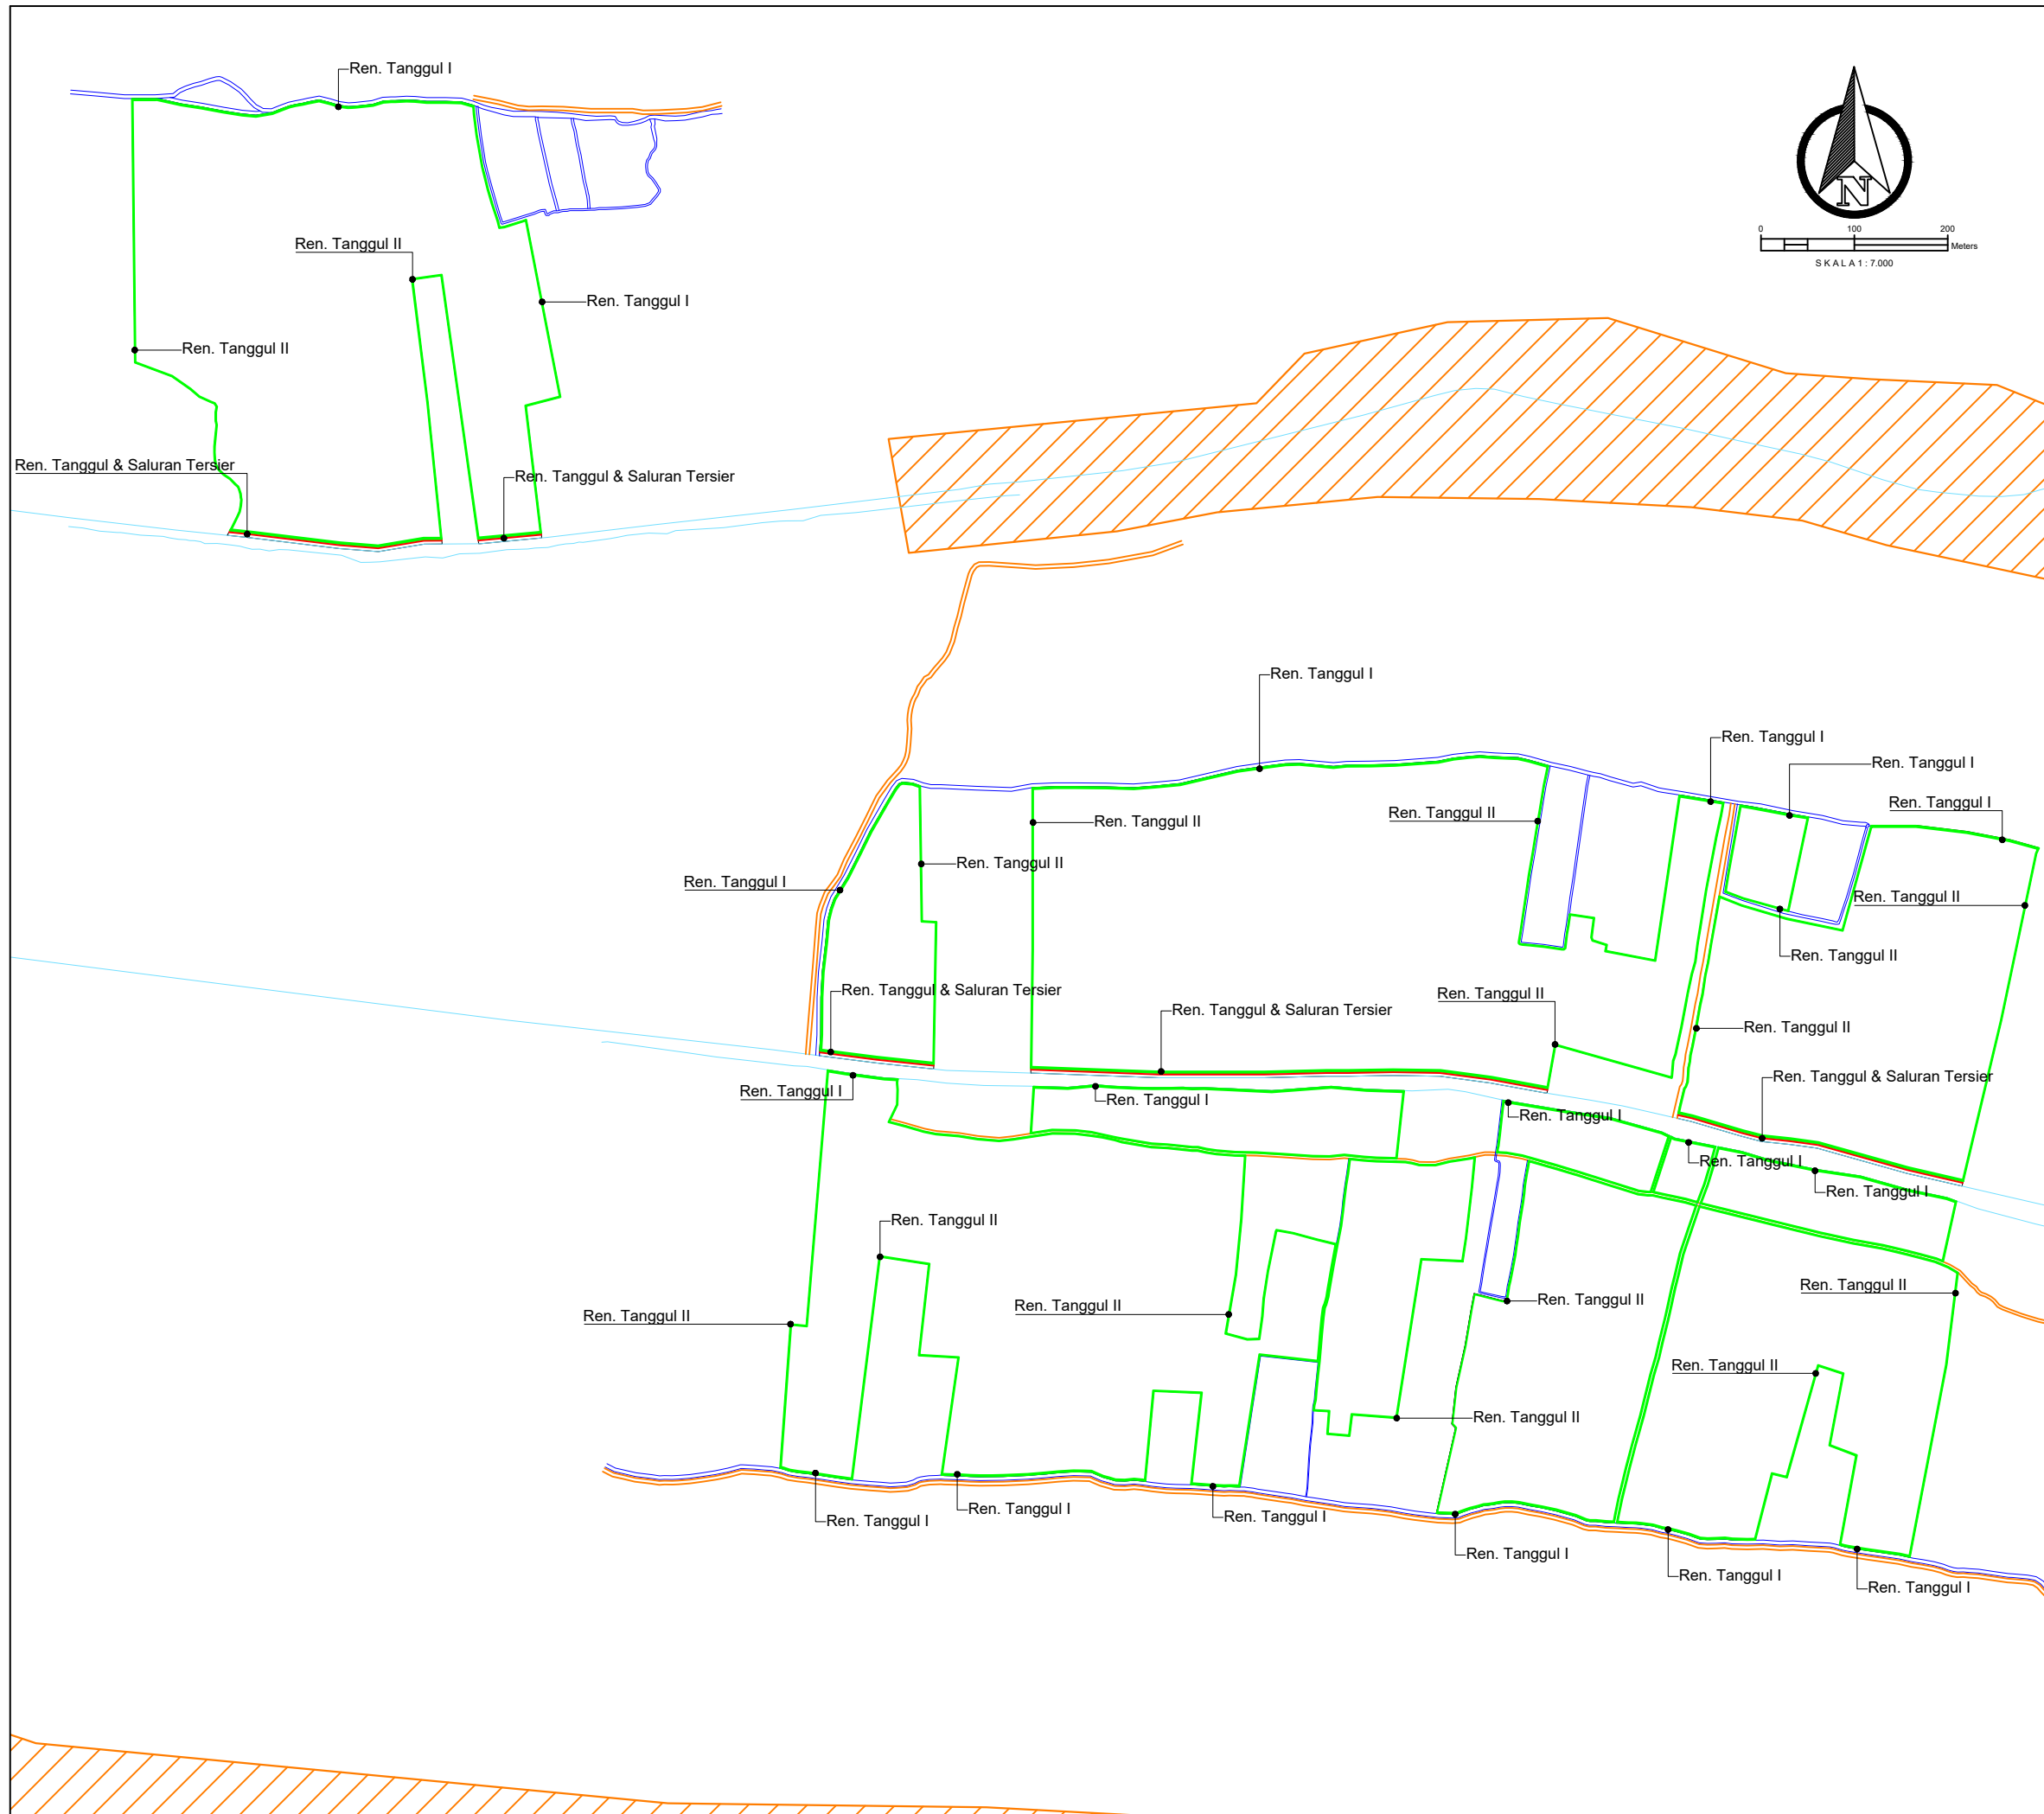 Ren. Tanggul I
N
0 100 200
Meters
S K A L A 1 : 7.000
Ren. Tanggul II
Ren. Tanggul I
Ren. Tanggul II
Ren. Tanggul & Saluran Tersier
Ren. Tanggul & Saluran Tersier
Ren. Tanggul I
Ren. Tanggul I
Ren. Tanggul I
Ren. Tanggul I
Ren. Tanggul II
Ren. Tanggul II
Ren. Tanggul II
Ren. Tanggul I
Ren. Tanggul II
Ren. Tanggul II
Ren. Tanggul & Saluran Tersier
Ren. Tanggul II
Ren. Tanggul & Saluran Tersier
Ren. Tanggul II
Ren. Tanggul & Saluran Tersier
Ren. Tanggul I
Ren. Tanggul I
Ren. Tanggul I
Ren. Tanggul I
Ren. Tanggul I
Ren. Tanggul II
Ren. Tanggul II
Ren. Tanggul II
Ren. Tanggul II
Ren. Tanggul II
Ren. Tanggul II
Ren. Tanggul II
Ren. Tanggul I
Ren. Tanggul I
Ren. Tanggul I
Ren. Tanggul I
Ren. Tanggul I
Ren. Tanggul I